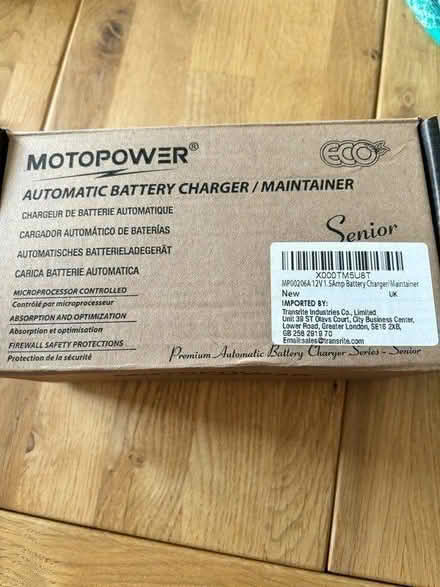 MOTOPOWER®
ECO
AUTOMATIC BATTERY CHARGER / MAINTAINER
CHARGEUR DE BATTERIE AUTOMATIQUE
CARGADOR AUTOMÁTICO DE BATERÍAS
AUTOMATISCHES BATTERIELADEGERÄT
CARICA BATTERIE AUTOMATICA
Senior
MICROPROCESSOR CONTROLLED
Contrôlé par microprocesseur
ABSORPTION AND OPTIMIZATION
Absorption et optimisation
FIREWALL SAFETY PROTECTIONS
Protection de la sécurité
X000TM5U8T
MP00206A 12V 1.5Amp Battery Charger/Maintainer
New UK
IMPORTED BY:
Transrite Industries Co., Limited
Unit 39 ST Olavs Court, City Business Center,
Lower Road, Greater London, SE16 2XB,
GB 258 2919 70
Email:sales@transrite.com
Premium Automatic Battery Charger Series - Senior